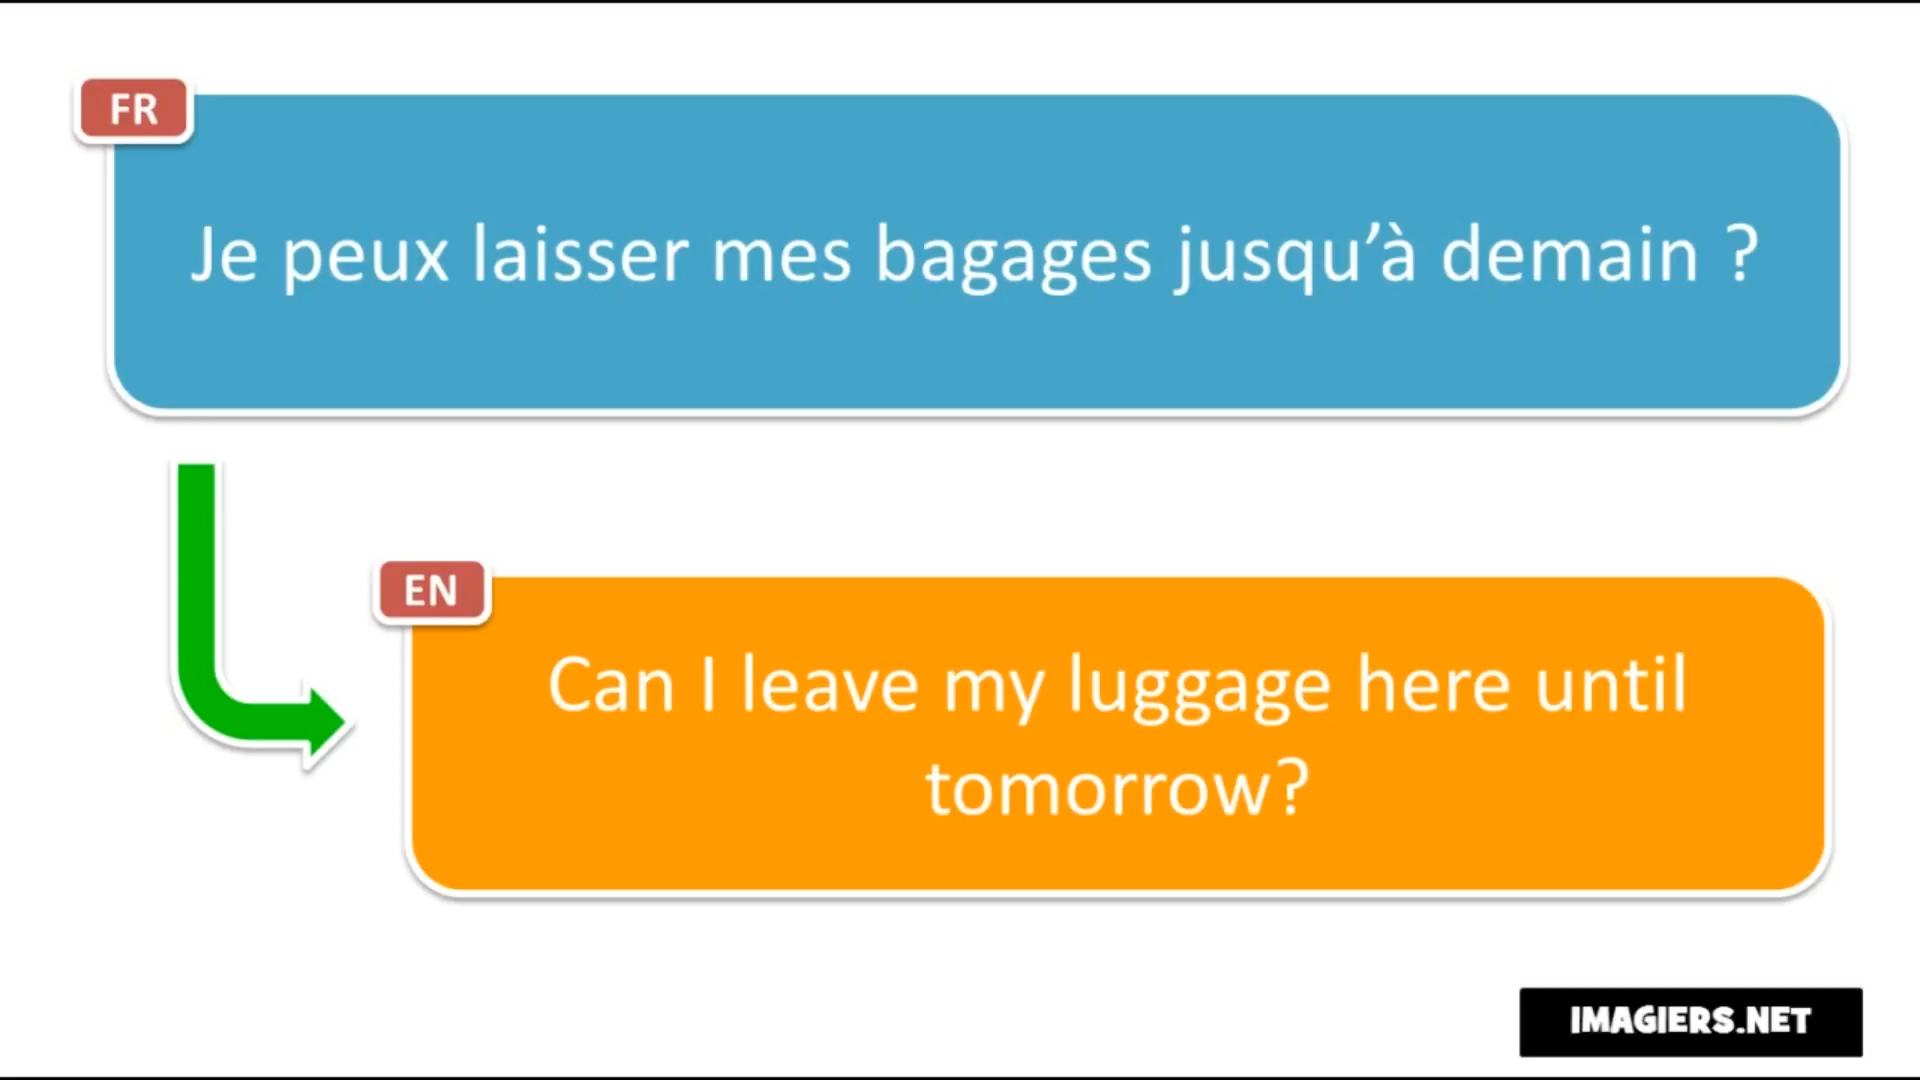 FR
Je peux laisser mes bagages jusqu’à demain ?
EN
Can I leave my luggage here until
tomorrow?
IMAGIERS.NET